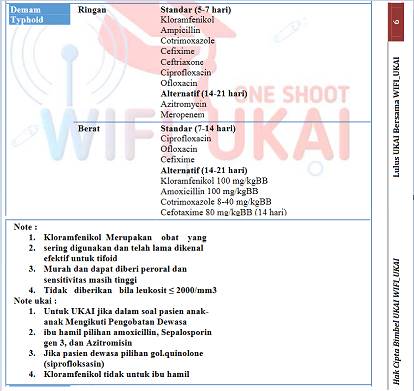 Demam Typhoid
Ringan
Standar (5-7 hari)
Kloramfenikol
Ampicillin
Cotrimoxazole
Cefixime
Ceftriaxone
Ciprofloxacin
Ofloxacin
Alternatif (14-21 hari)
Azitromycin
Meropenem
Berat
Standar (7-14 hari)
Ciprofloxacin
Ofloxacin
Cefixime
Alternatif (14-21 hari)
Kloramfenikol 100 mg/kgBB
Amoxicillin 100 mg/kgBB
Cotrimoxazole 8-40 mg/kgBB
Cefotaxime 80 mg/kgBB (14 hari)
Note :
1. Kloramfenikol Merupakan obat yang
2. sering digunakan dan telah lama dikenal
efektif untuk tifoid
3. Murah dan dapat diberi peroral dan
sensitivitas masih tinggi
4. Tidak diberikan bila leukosit ≤ 2000/mm3
Note ukai :
1. Untuk UKAI jika dalam soal pasien anak-
anak Mengikuti Pengobatan Dewasa
2. ibu hamil pilihan amoxicillin, Sepalosporin
gen 3, dan Azitromisin
3. Jika pasien dewasa pilihan gol.quinolone
(siprofloksasin)
4. Kloramfenikol tidak untuk ibu hamil
ONE SHOOT
WIFI UKAI
6
Lulus UKAI Bersama WIFI_UKAI
Hak Cipta Bimbel UKAI WIFI_UKAI